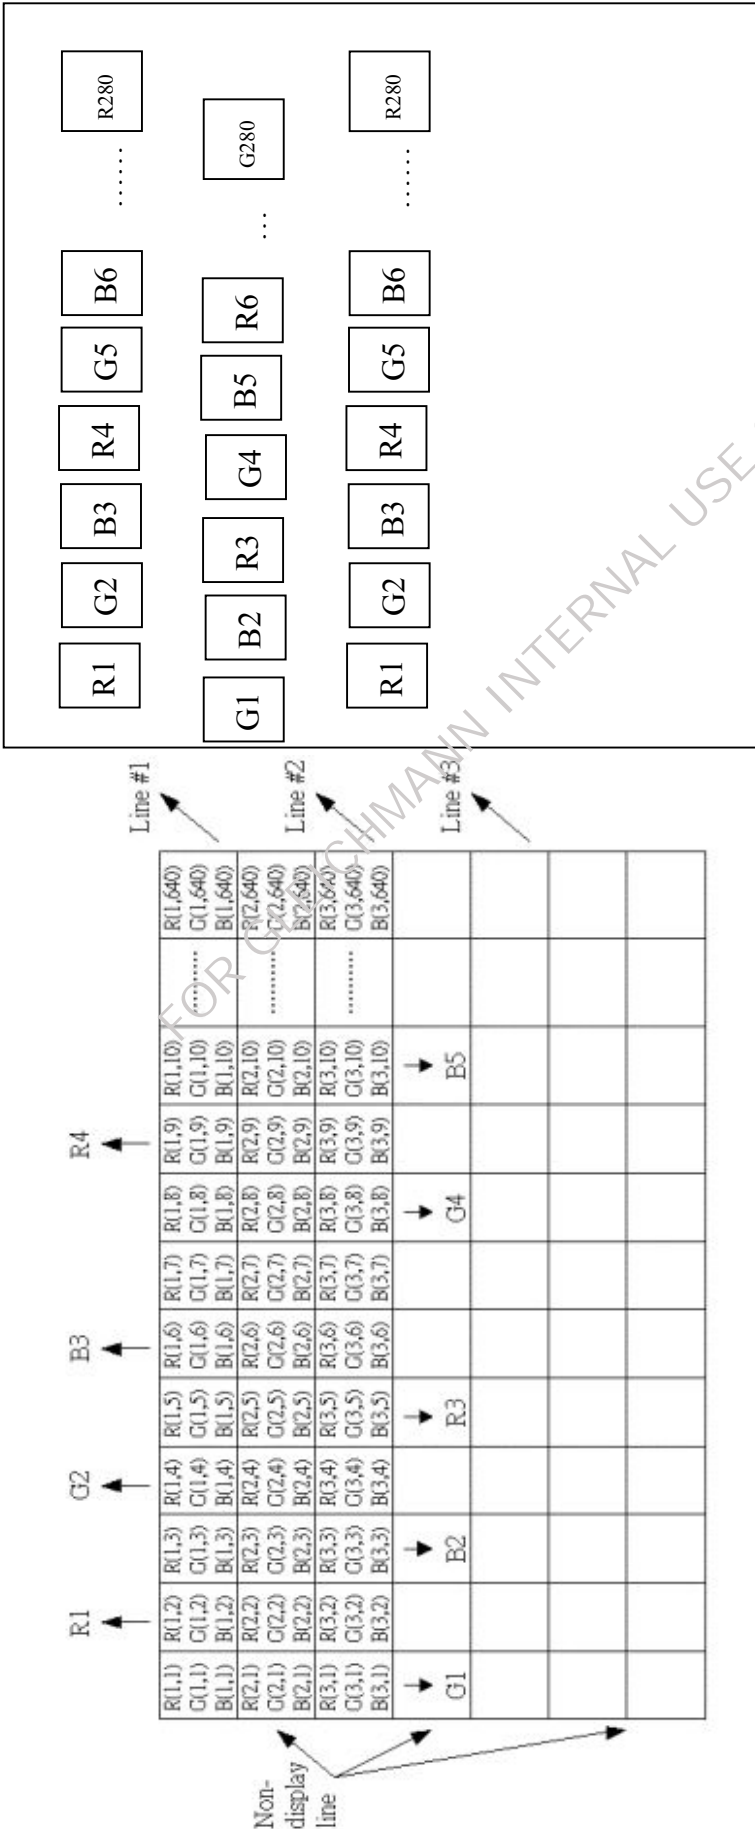 R1 G2 B3 R4
R(1,1) R(1,2) R(1,3) R(1,4) R(1,5) R(1,6) R(1,7) R(1,8) R(1,9) R(1,10) R(1,640)
G(1,1) G(1,2) G(1,3) G(1,4) G(1,5) G(1,6) G(1,7) G(1,8) G(1,9) G(1,10) .......... G(1,640)
B(1,1) B(1,2) B(1,3) B(1,4) B(1,5) B(1,6) B(1,7) B(1,8) B(1,9) B(1,10) B(1,640)
R(2,1) R(2,2) R(2,3) R(2,4) R(2,5) R(2,6) R(2,7) R(2,8) R(2,9) R(2,10) R(2,640)
G(2,1) G(2,2) G(2,3) G(2,4) G(2,5) G(2,6) G(2,7) G(2,8) G(2,9) G(2,10) .......... G(2,640)
B(2,1) B(2,2) B(2,3) B(2,4) B(2,5) B(2,6) B(2,7) B(2,8) B(2,9) B(2,10) B(2,640)
R(3,1) R(3,2) R(3,3) R(3,4) R(3,5) R(3,6) R(3,7) R(3,8) R(3,9) R(3,10) R(3,640)
G(3,1) G(3,2) G(3,3) G(3,4) G(3,5) G(3,6) G(3,7) G(3,8) G(3,9) G(3,10) .......... G(3,640)
B(3,1) B(3,2) B(3,3) B(3,4) B(3,5) B(3,6) B(3,7) B(3,8) B(3,9) B(3,10) B(3,640)
G1 B2 R3 G4 B5
Non-
display
line
Line #1
Line #2
Line #3
R1 G2 B3 R4 G5 B6 ...... R280
G1 B2 R3 G4 B5 R6 ... G280
R1 G2 B3 R4 G5 B6 ...... R280
FOR GLEICHMANN INTERNAL USE